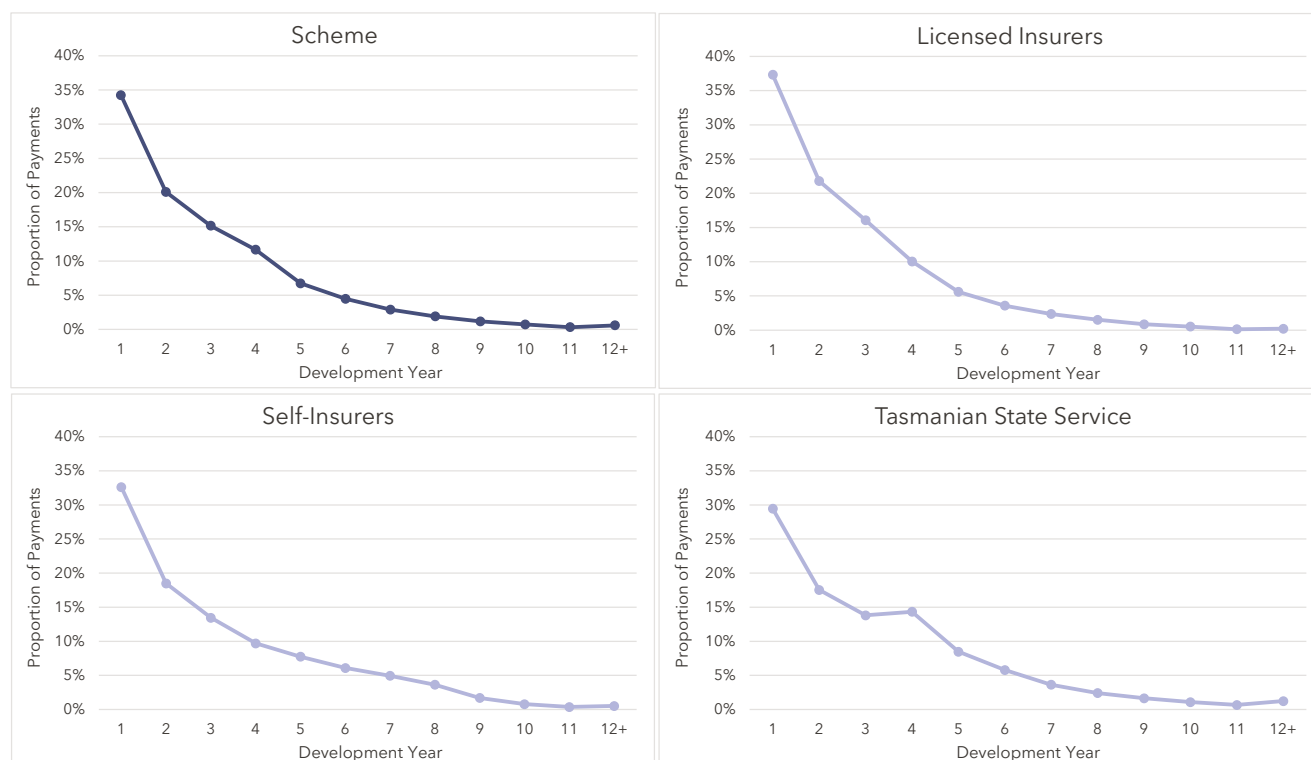 Scheme
40%
35%
30%
25%
20%
15%
10%
5%
0%
Proportion of Payments
1 2 3 4 5 6 7 8 9 10 11 12+
Development Year
Licensed Insurers
40%
35%
30%
25%
20%
15%
10%
5%
0%
Proportion of Payments
1 2 3 4 5 6 7 8 9 10 11 12+
Development Year
Self-Insurers
40%
35%
30%
25%
20%
15%
10%
5%
0%
Proportion of Payments
1 2 3 4 5 6 7 8 9 10 11 12+
Development Year
Tasmanian State Service
40%
35%
30%
25%
20%
15%
10%
5%
0%
Proportion of Payments
1 2 3 4 5 6 7 8 9 10 11 12+
Development Year